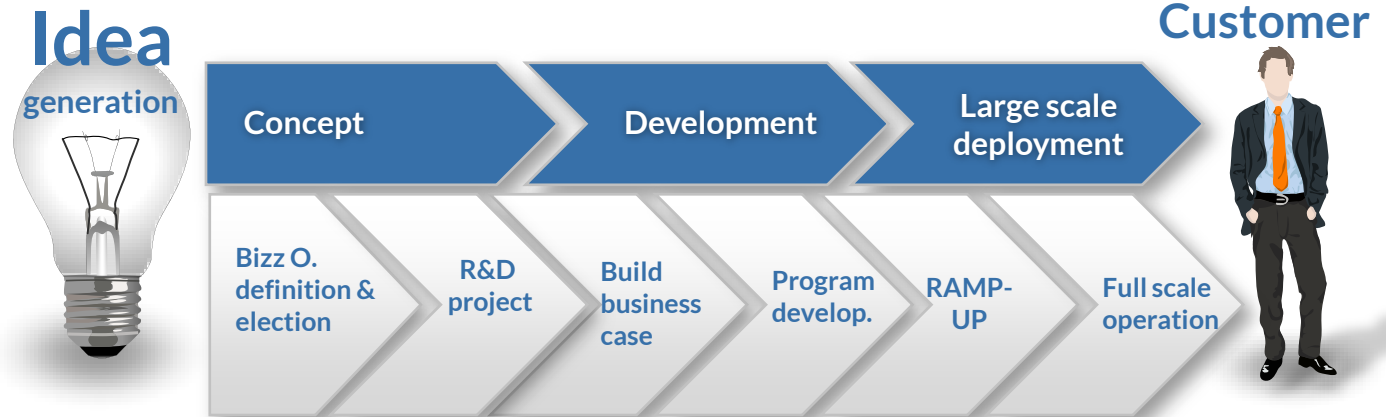 Idea
generation
Customer
Concept
Development
Large scale
deployment
Bizz O.
definition &
election
R&D
project
Build
business
case
Program
develop.
RAMP-
UP
Full scale
operation